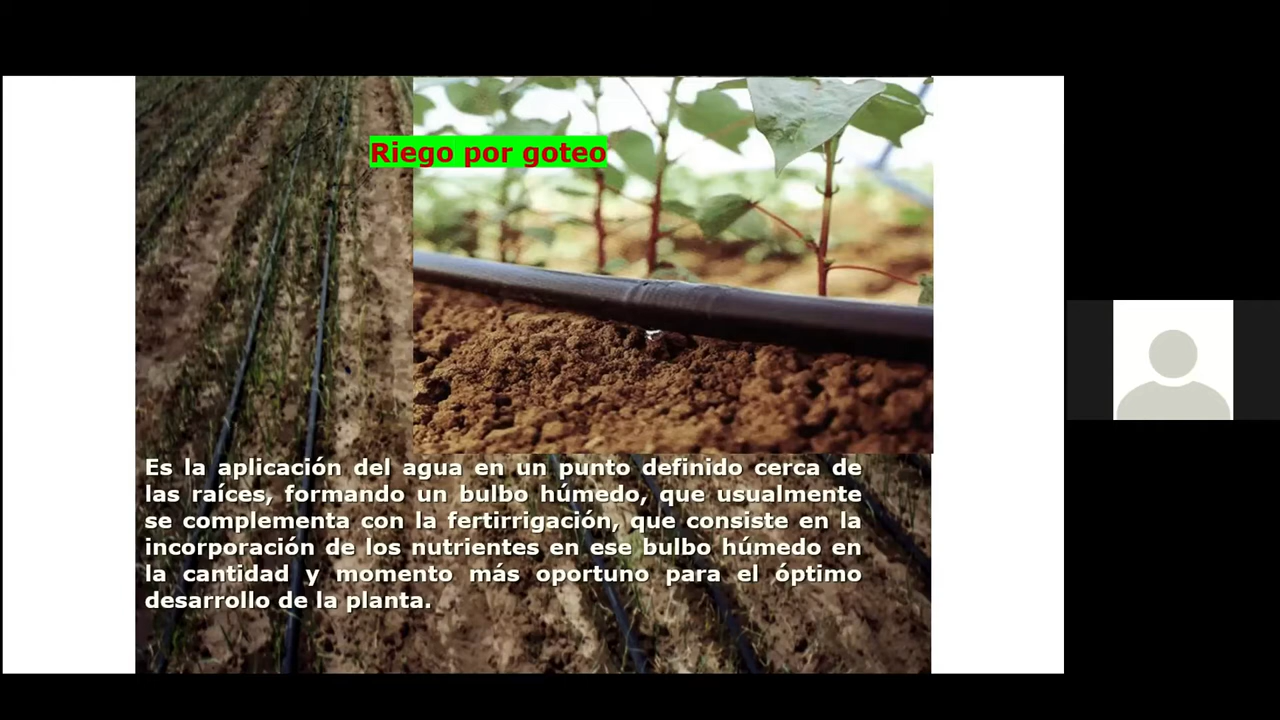 Riego por goteo
Es la aplicación del agua en un punto definido cerca de
las raíces, formando un bulbo húmedo, que usualmente
se complementa con la fertirrigación, que consiste en la
incorporación de los nutrientes en ese bulbo húmedo en
la cantidad y momento más oportuno para el óptimo
desarrollo de la planta.